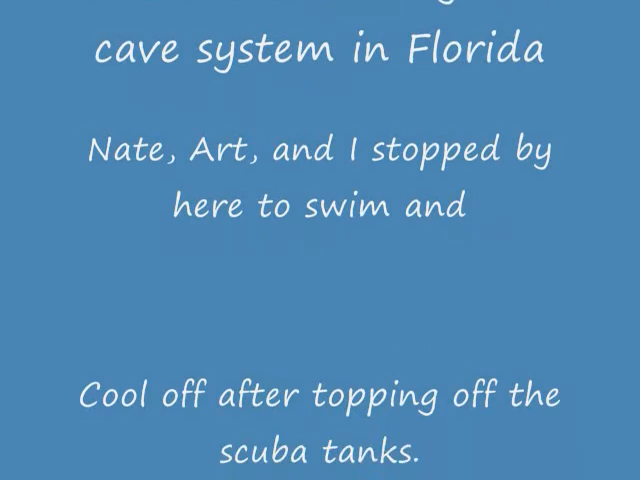 cave system in Florida
Nate, Art, and I stopped by
here to swim and
Cool off after topping off the
scuba tanks.